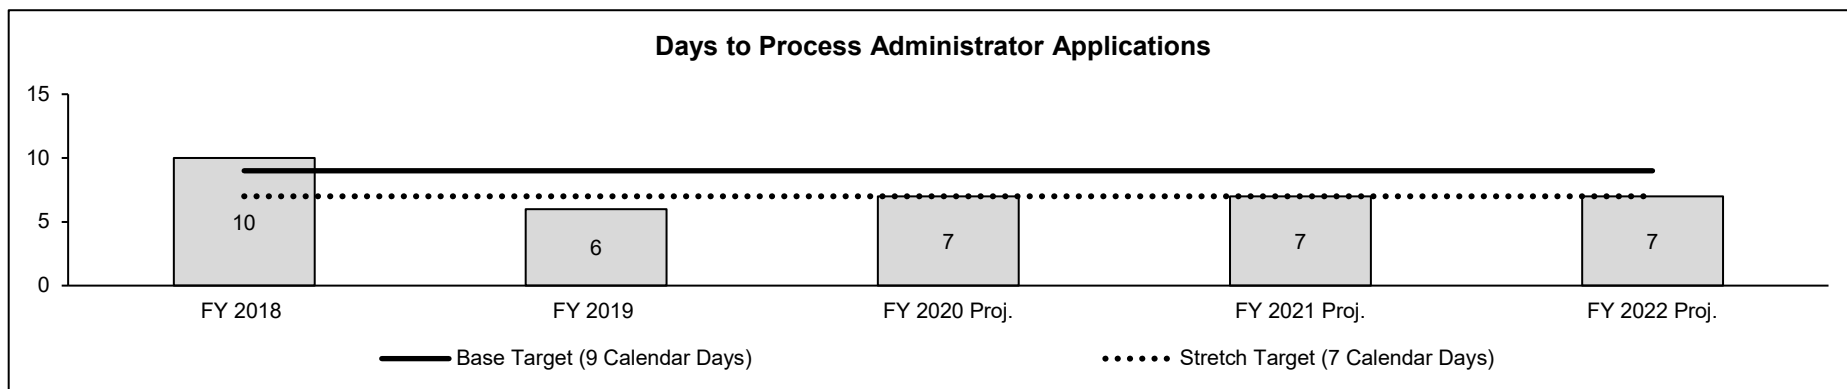 Days to Process Administrator Applications
15
10
5
0
10
6
7
7
7
FY 2018
FY 2019
FY 2020 Proj.
FY 2021 Proj.
FY 2022 Proj.
Base Target (9 Calendar Days)
Stretch Target (7 Calendar Days)